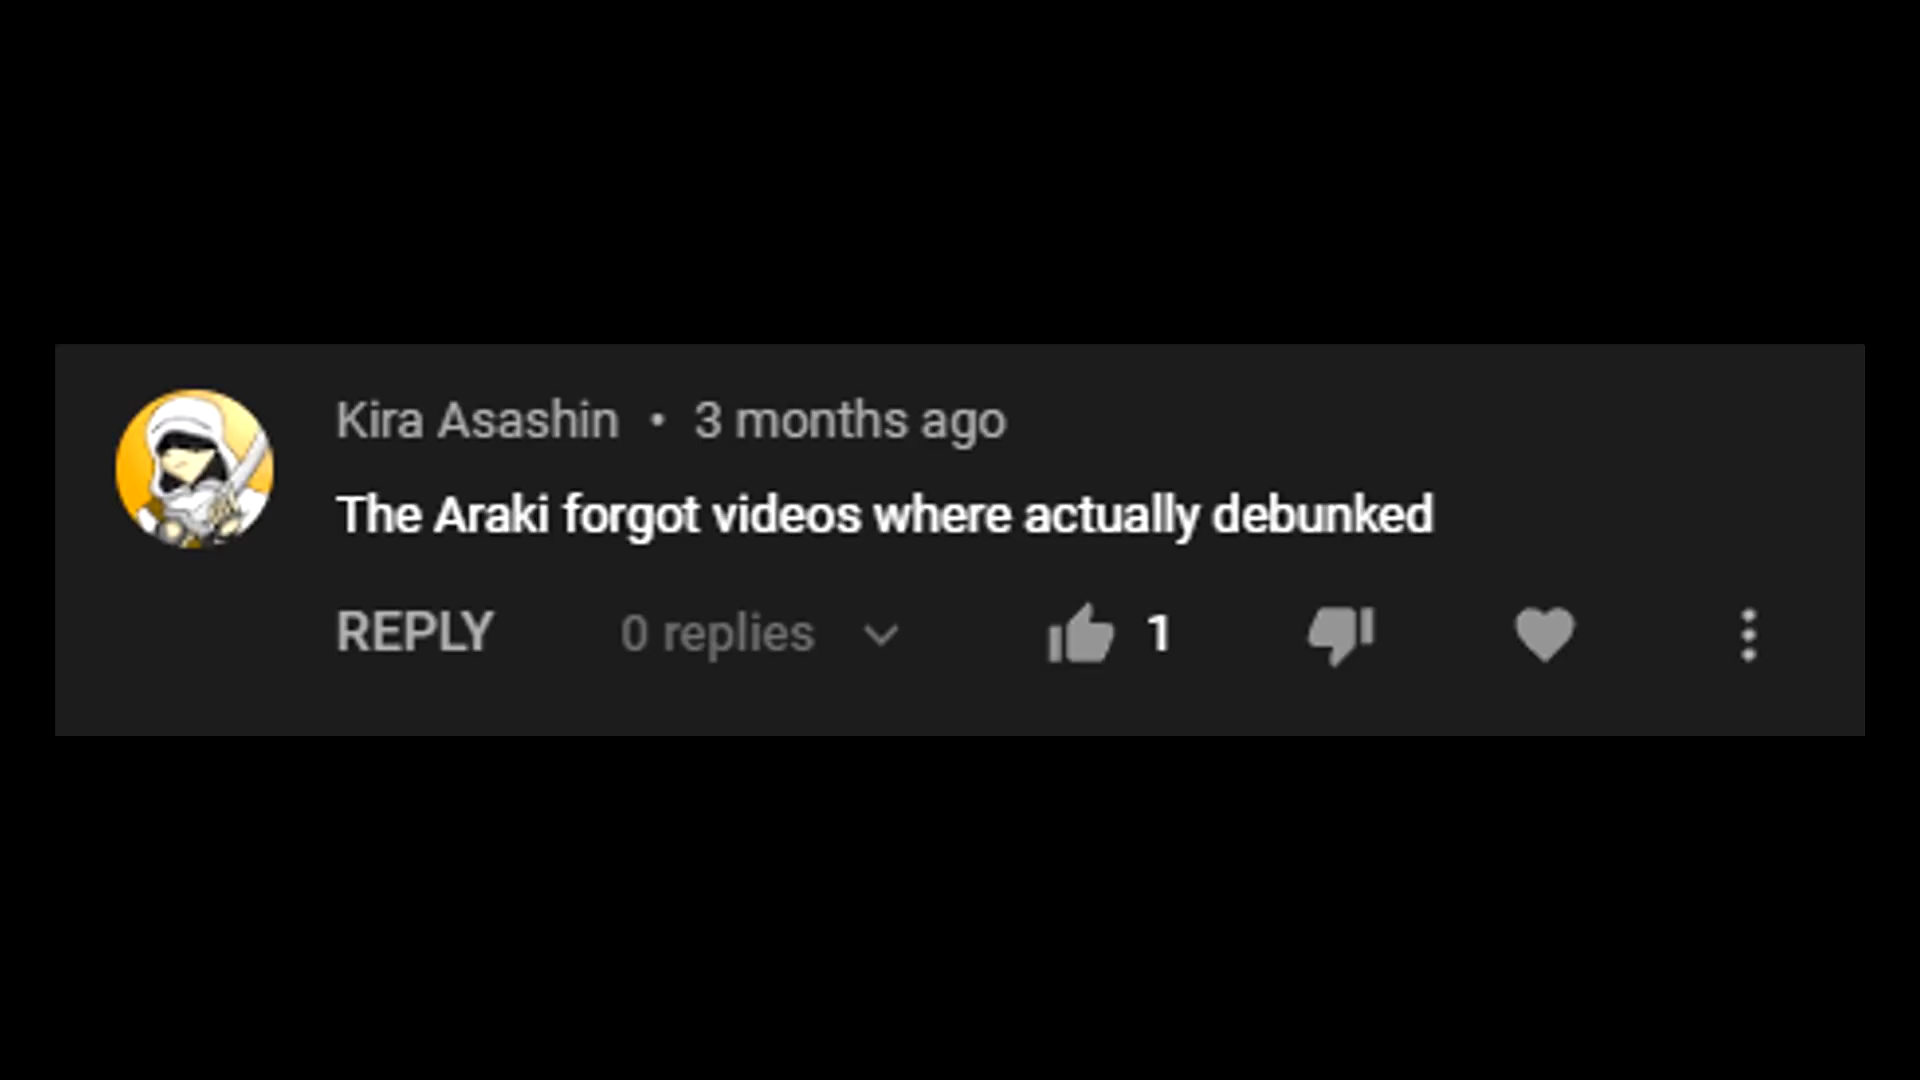 Kira Asashin • 3 months ago
The Araki forgot videos where actually debunked
REPLY 0 replies 1